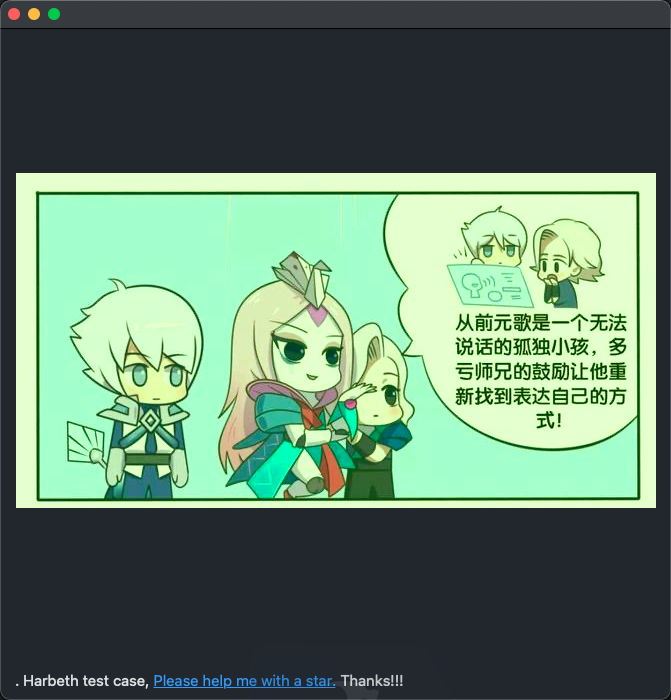 从前元歌是一个无法
说话的孤独小孩，多
亏师兄的鼓励让他重
新找到表达自己的方
式！
. Harbeth test case, Please help me with a star. Thanks!!!